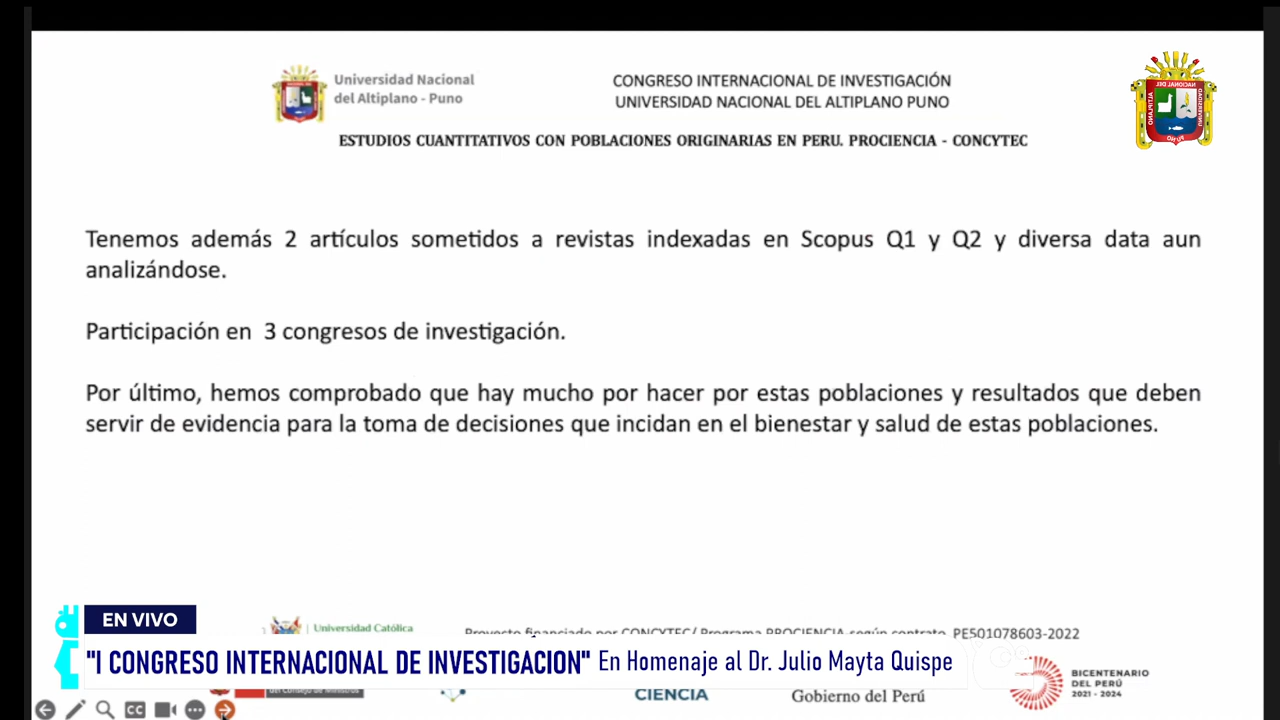 Universidad Nacional
del Altiplano - Puno
CONGRESO INTERNACIONAL DE INVESTIGACIÓN
UNIVERSIDAD NACIONAL DEL ALTIPLANO PUNO
ESTUDIOS CUANTITATIVOS CON POBLACIONES ORIGINARIAS EN PERU. PROCIENCIA - CONCYTEC
Tenemos además 2 artículos sometidos a revistas indexadas en Scopus Q1 y Q2 y diversa data aun
analizándose.
Participación en 3 congresos de investigación.
Por último, hemos comprobado que hay mucho por hacer por estas poblaciones y resultados que deben
servir de evidencia para la toma de decisiones que incidan en el bienestar y salud de estas poblaciones.
EN VIVO
Universidad Católica
Proyecto financiado por CONCYTEC/ Programa PROCIENCIA según contrato PE501078603-2022
"I CONGRESO INTERNACIONAL DE INVESTIGACION" En Homenaje al Dr. Julio Mayta Quispe
del Consejo de Ministros
CIENCIA
Gobierno del Perú
BICENTENARIO
DEL PERÚ
2021 - 2024
CC